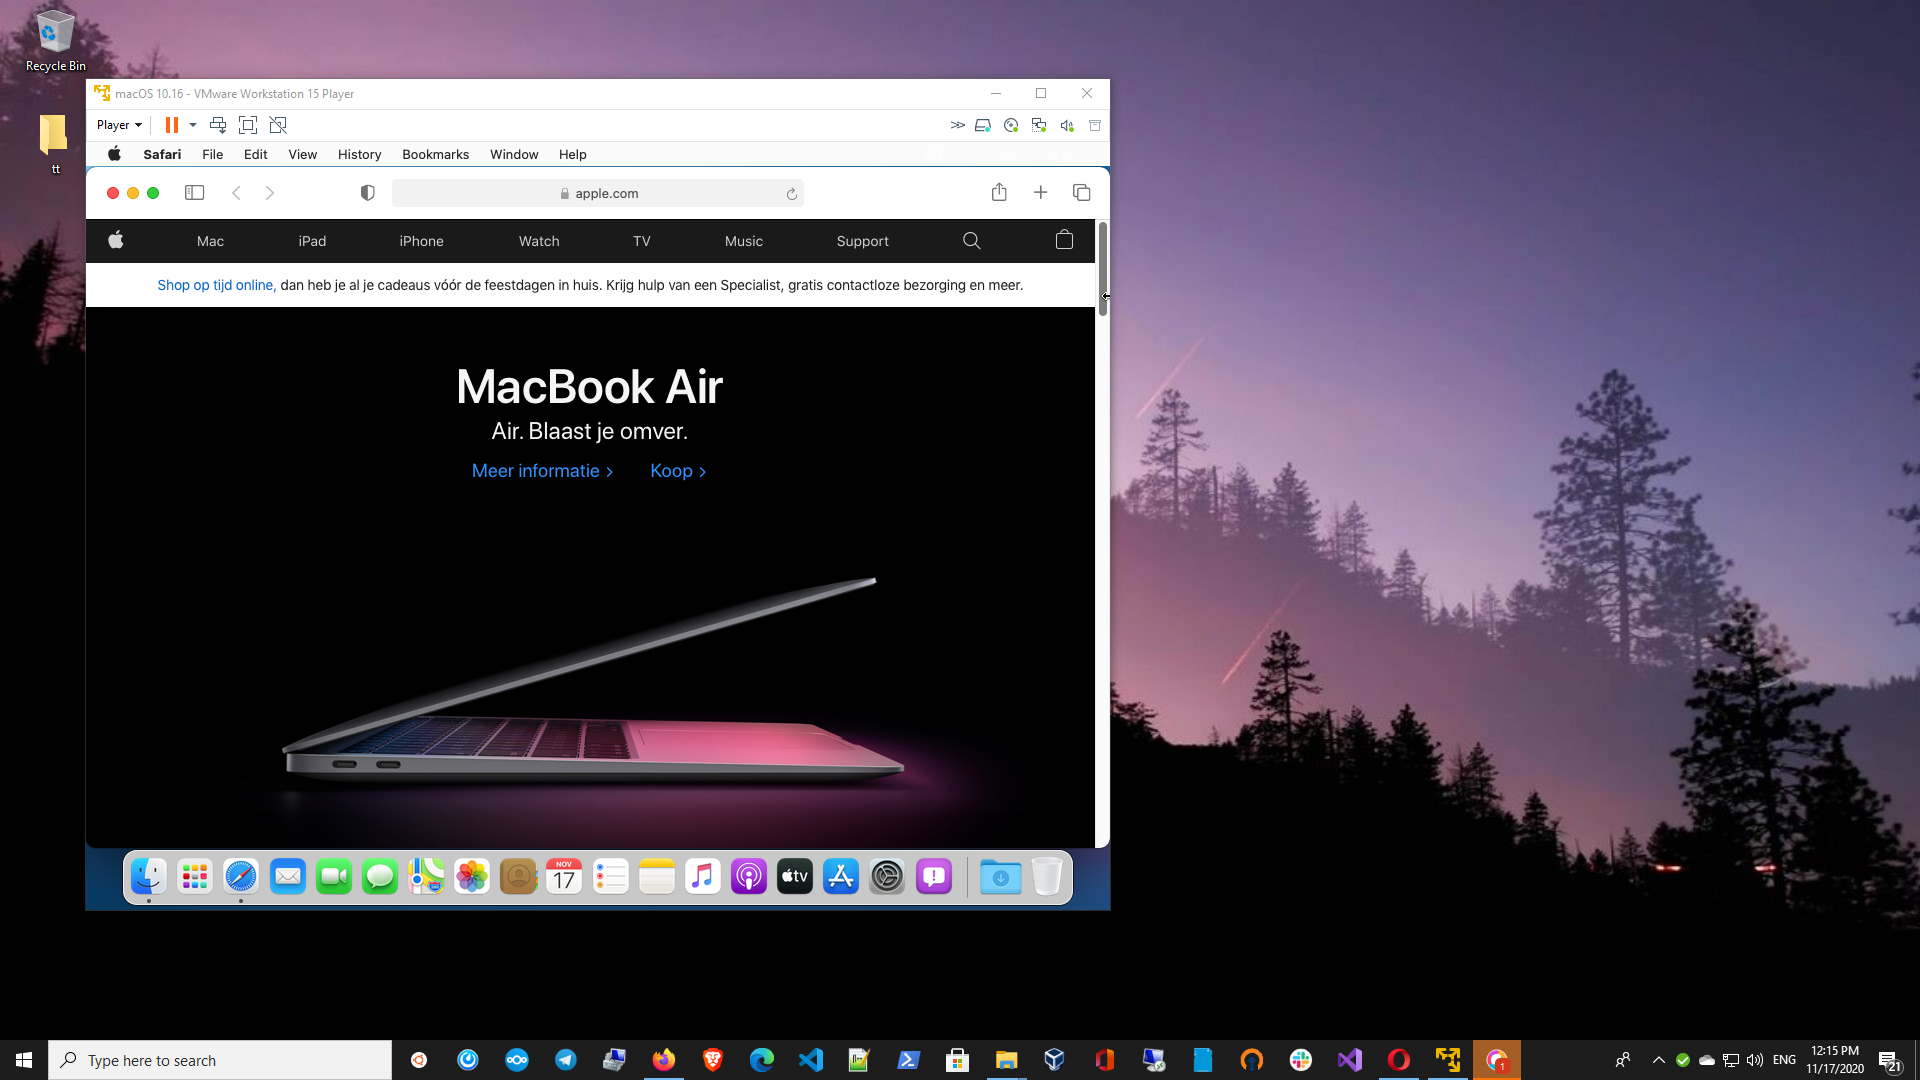 Recycle Bin
tt
macOS 10.16 - VMware Workstation 15 Player
Player
Safari File Edit View History Bookmarks Window Help
apple.com
Mac iPad iPhone Watch TV Music Support
Shop op tijd online, dan heb je al je cadeaus vóór de feestdagen in huis. Krijg hulp van een Specialist, gratis contactloze bezorging en meer.
MacBook Air
Air. Blaast je omver.
Meer informatie > Koop >
NOV
17
tv
Type here to search
1
ENG
12:15 PM
11/17/2020
21